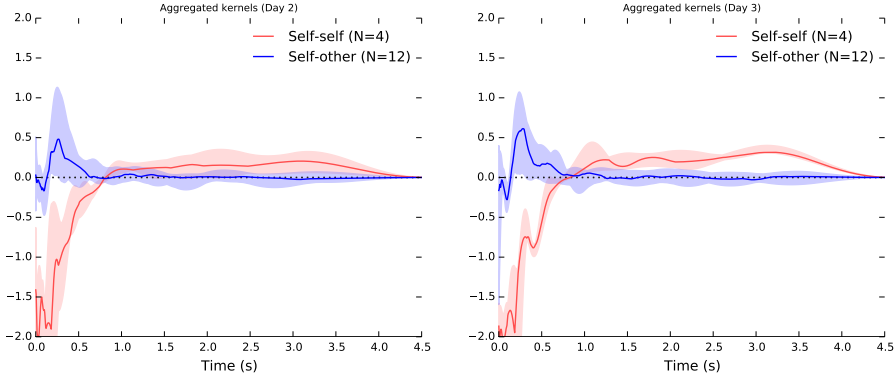 Aggregated kernels (Day 2)
Self-self (N=4)
Self-other (N=12)
2.0
1.5
1.0
0.5
0.0
−0.5
−1.0
−1.5
−2.0
0.0 0.5 1.0 1.5 2.0 2.5 3.0 3.5 4.0 4.5
Time (s)
Aggregated kernels (Day 3)
Self-self (N=4)
Self-other (N=12)
2.0
1.5
1.0
0.5
0.0
−0.5
−1.0
−1.5
−2.0
0.0 0.5 1.0 1.5 2.0 2.5 3.0 3.5 4.0 4.5
Time (s)